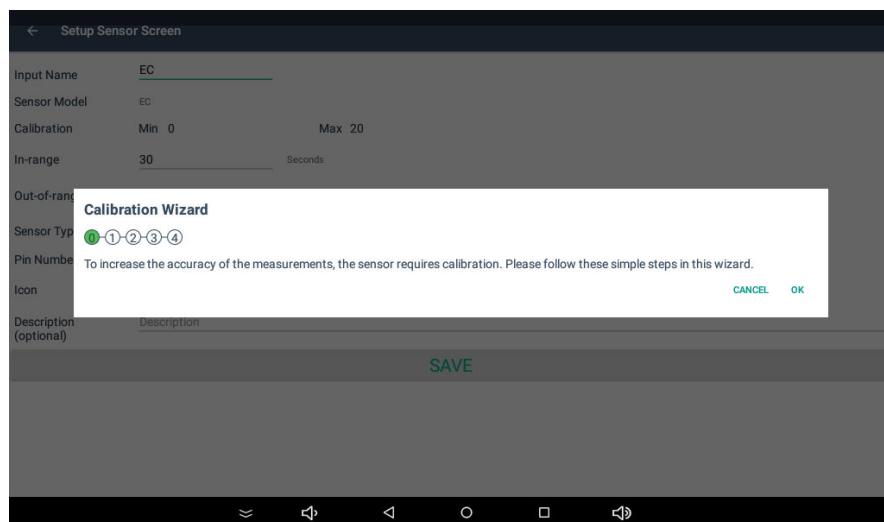 Setup Sensor Screen
Input Name EC
Sensor Model EC
Calibration Min 0 Max 20
In-range 30 Seconds
Out-of-rang
Calibration Wizard
Sensor Typ
0 1 2 3 4
Pin Numbe
To increase the accuracy of the measurements, the sensor requires calibration. Please follow these simple steps in this wizard.
Icon
CANCEL OK
Description Description
(optional)
SAVE